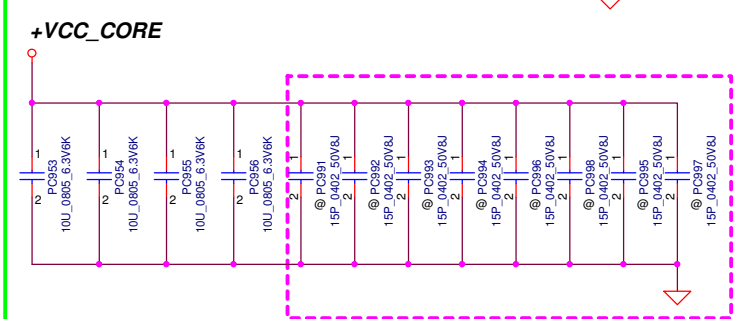 +VCC_CORE
1
2
PC953
10U_0805_6.3V6K
1
2
PC954
10U_0805_6.3V6K
1
2
PC955
10U_0805_6.3V6K
1
2
PC956
10U_0805_6.3V6K
1
2
@ PC991
15P_0402_50V8J
1
2
@ PC992
15P_0402_50V8J
1
2
@ PC993
15P_0402_50V8J
1
2
@ PC994
15P_0402_50V8J
1
2
@ PC996
15P_0402_50V8J
1
2
@ PC998
15P_0402_50V8J
1
2
@ PC995
15P_0402_50V8J
1
2
@ PC997
15P_0402_50V8J